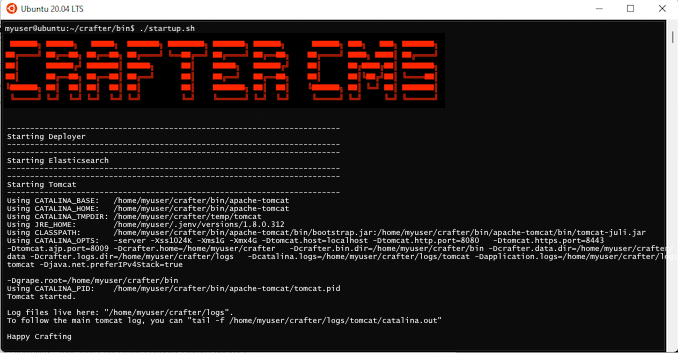 Ubuntu 20.04 LTS
myuser@ubuntu:~/crafter/bin$ ./startup.sh
CRAFTER CMS
------------------------------------------------------------------------
Starting Deployer
------------------------------------------------------------------------
------------------------------------------------------------------------
Starting Elasticsearch
------------------------------------------------------------------------
------------------------------------------------------------------------
Starting Tomcat
------------------------------------------------------------------------
Using CATALINA_BASE:   /home/myuser/crafter/bin/apache-tomcat
Using CATALINA_HOME:   /home/myuser/crafter/bin/apache-tomcat
Using CATALINA_TMPDIR: /home/myuser/crafter/temp/tomcat
Using JRE_HOME:        /home/myuser/.jenv/versions/1.8.0.312
Using CLASSPATH:       /home/myuser/crafter/bin/apache-tomcat/bin/bootstrap.jar:/home/myuser/crafter/bin/apache-tomcat/bin/tomcat-juli.jar
Using CATALINA_OPTS:   -server -Xss1024K -Xms1G -Xmx4G -Dtomcat.host=localhost -Dtomcat.http.port=8080   -Dtomcat.https.port=8443
-Dtomcat.ajp.port=8009 -Dcrafter.home=/home/myuser/crafter   -Dcrafter.bin.dir=/home/myuser/crafter/bin -Dcrafter.data.dir=/home/myuser/crafter/
data -Dcrafter.logs.dir=/home/myuser/crafter/logs   -Dcatalina.logs=/home/myuser/crafter/logs/tomcat -Dapplication.logs=/home/myuser/crafter/logs/
tomcat -Djava.net.preferIPv4Stack=true
-Dgrape.root=/home/myuser/crafter/bin
Using CATALINA_PID:    /home/myuser/crafter/bin/apache-tomcat/tomcat.pid
Tomcat started.
Log files live here: "/home/myuser/crafter/logs".
To follow the main tomcat log, you can "tail -f /home/myuser/crafter/logs/tomcat/catalina.out"
Happy Crafting